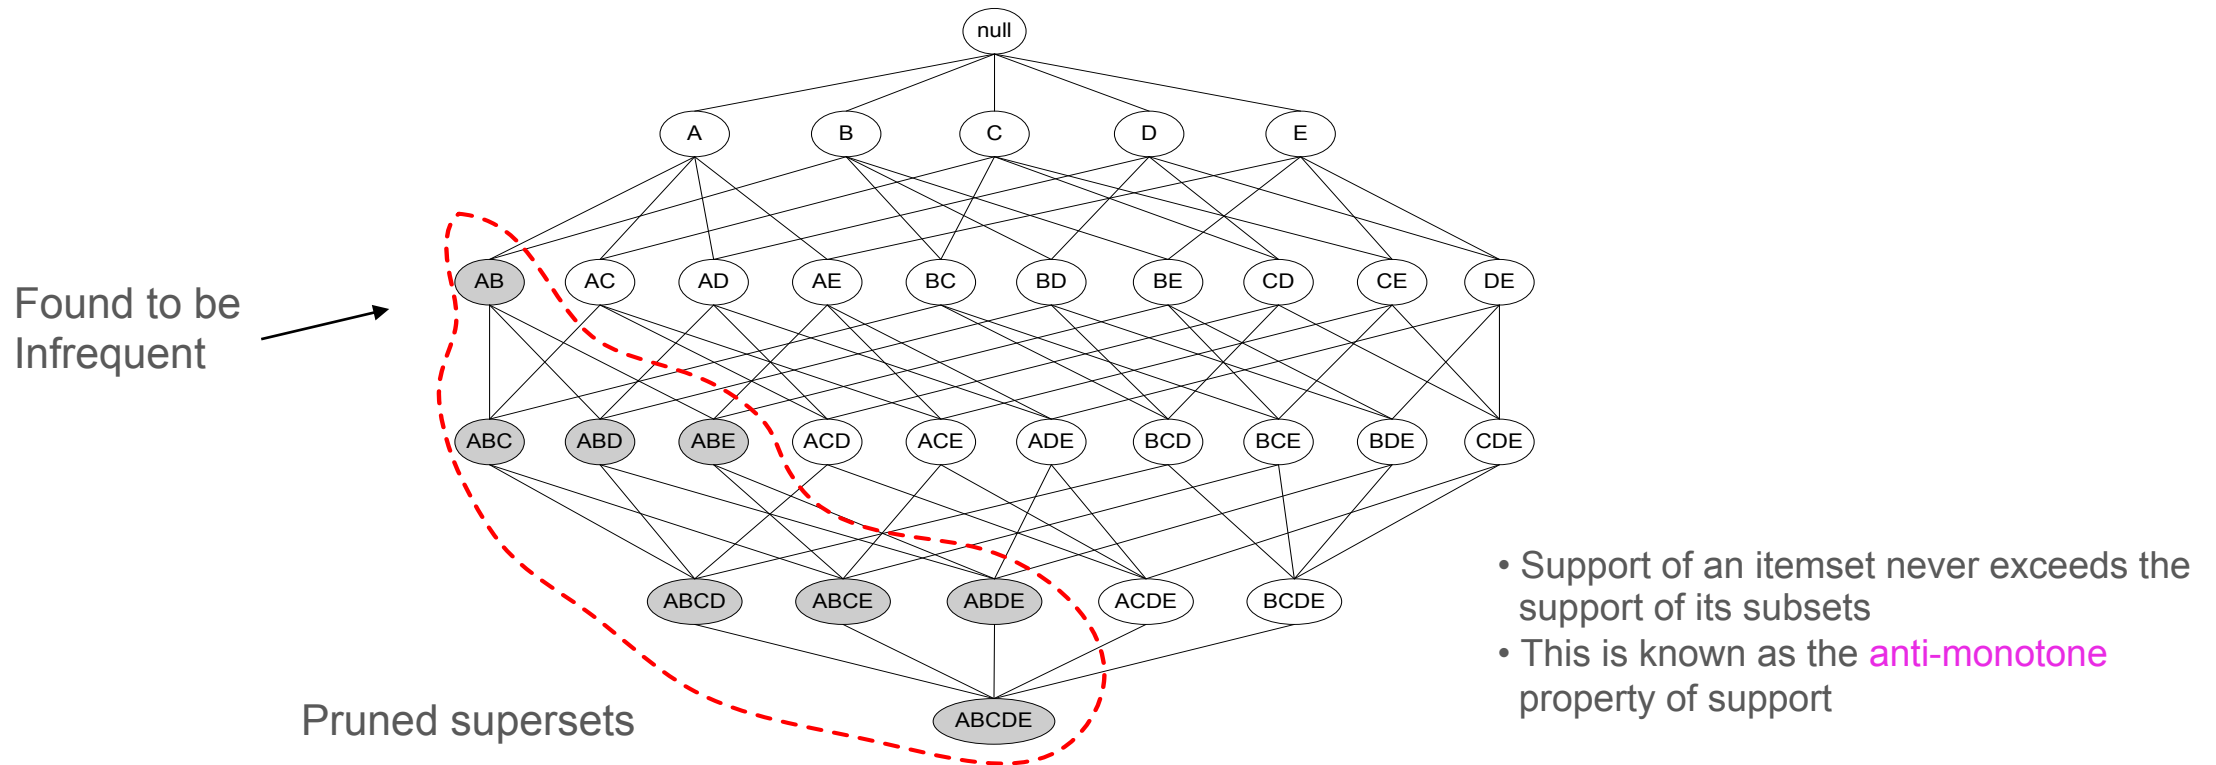 null
A B C D E
AB AC AD AE BC BD BE CD CE DE
Found to be
Infrequent
ABC ABD ABE ACD ACE ADE BCD BCE BDE CDE
ABCD ABCE ABDE ACDE BCDE
ABCDE
Pruned supersets
• Support of an itemset never exceeds the
support of its subsets
• This is known as the anti-monotone
property of support